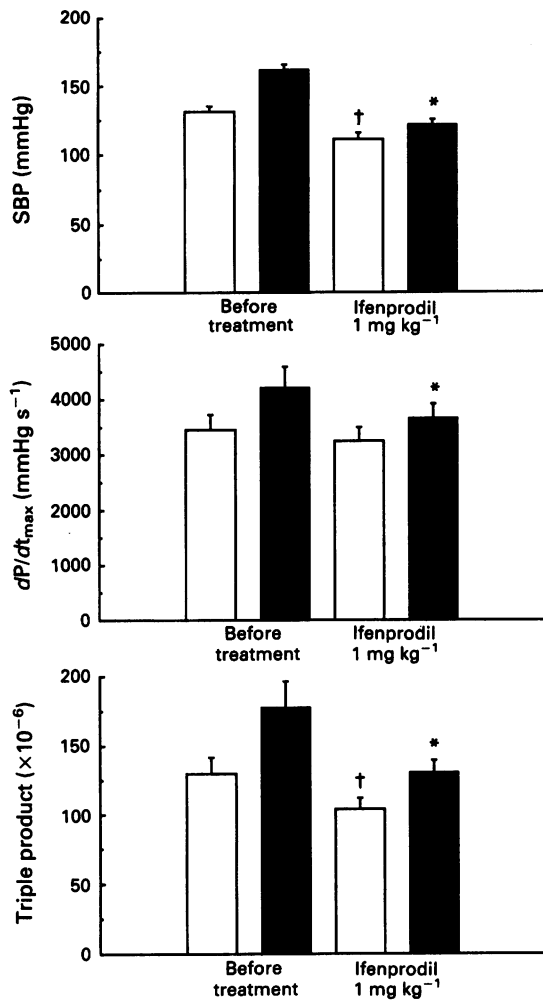 200
150
100
50
0
SBP (mmHg)
†
*
Before
treatment
Ifenprodil
1 mg kg⁻¹
5000
4000
3000
2000
1000
0
dP/dtmax (mmHg s⁻¹)
*
Before
treatment
Ifenprodil
1 mg kg⁻¹
200
150
100
50
0
Triple product (×10⁻⁶)
†
*
Before
treatment
Ifenprodil
1 mg kg⁻¹